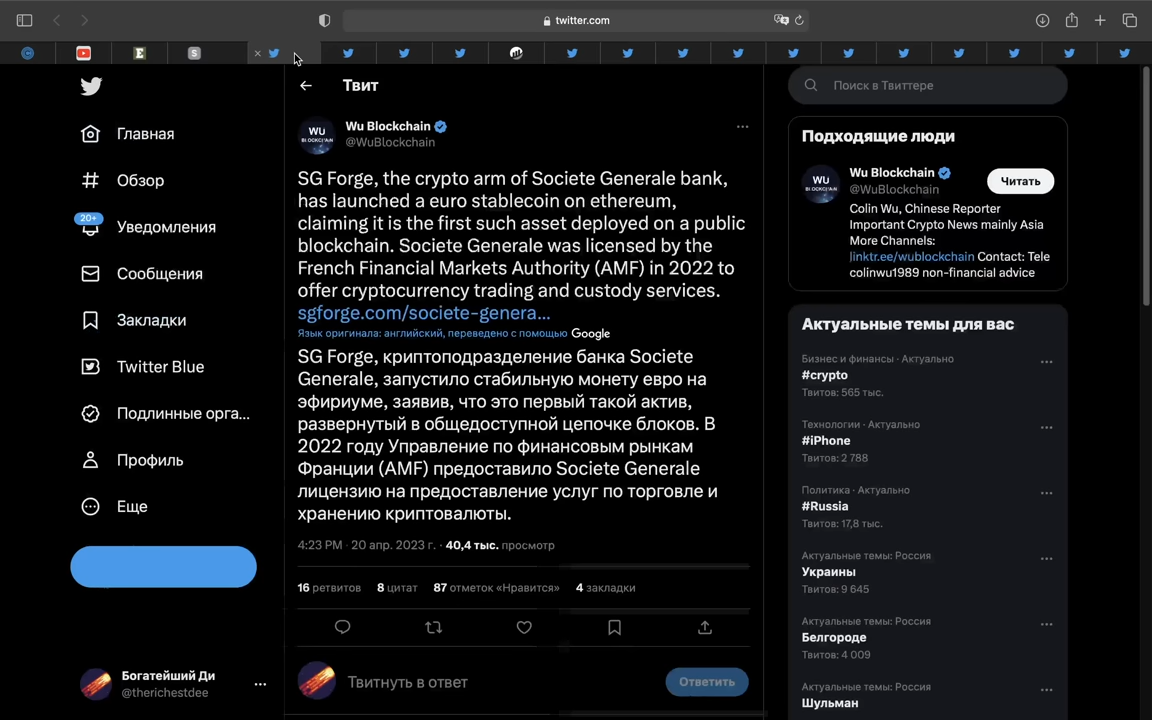 twitter.com
Твит
Поиск в Твиттере
Главная
Обзор
20+
Уведомления
Сообщения
Закладки
Twitter Blue
Подлинные орга...
Профиль
Еще
Богатейший Ди
@therichestdee
WU
BLOCKCHAIN
Wu Blockchain
@WuBlockchain
SG Forge, the crypto arm of Societe Generale bank,
has launched a euro stablecoin on ethereum,
claiming it is the first such asset deployed on a public
blockchain. Societe Generale was licensed by the
French Financial Markets Authority (AMF) in 2022 to
offer cryptocurrency trading and custody services.
sgforge.com/societe-genera...
Язык оригинала: английский, переведено с помощью Google
SG Forge, криптоподразделение банка Societe
Generale, запустило стабильную монету евро на
эфириуме, заявив, что это первый такой актив,
развернутый в общедоступной цепочке блоков. В
2022 году Управление по финансовым рынкам
Франции (AMF) предоставило Societe Generale
лицензию на предоставление услуг по торговле и
хранению криптовалюты.
4:23 PM · 20 апр. 2023 г. · 40,4 тыс. просмотр
16 ретвитов 8 цитат 87 отметок «Нравится» 4 закладки
Твитнуть в ответ
Ответить
Подходящие люди
WU
BLOCKCHAIN
Wu Blockchain
@WuBlockchain
Читать
Colin Wu, Chinese Reporter
Important Crypto News mainly Asia
More Channels:
linktr.ee/wublockchain Contact: Tele
colinwu1989 non-financial advice
Актуальные темы для вас
Бизнес и финансы · Актуально
#crypto
Твитов: 565 тыс.
Технологии · Актуально
#iPhone
Твитов: 2 788
Политика · Актуально
#Russia
Твитов: 17,8 тыс.
Актуальные темы: Россия
Украины
Твитов: 9 645
Актуальные темы: Россия
Белгороде
Твитов: 4 009
Актуальные темы: Россия
Шульман